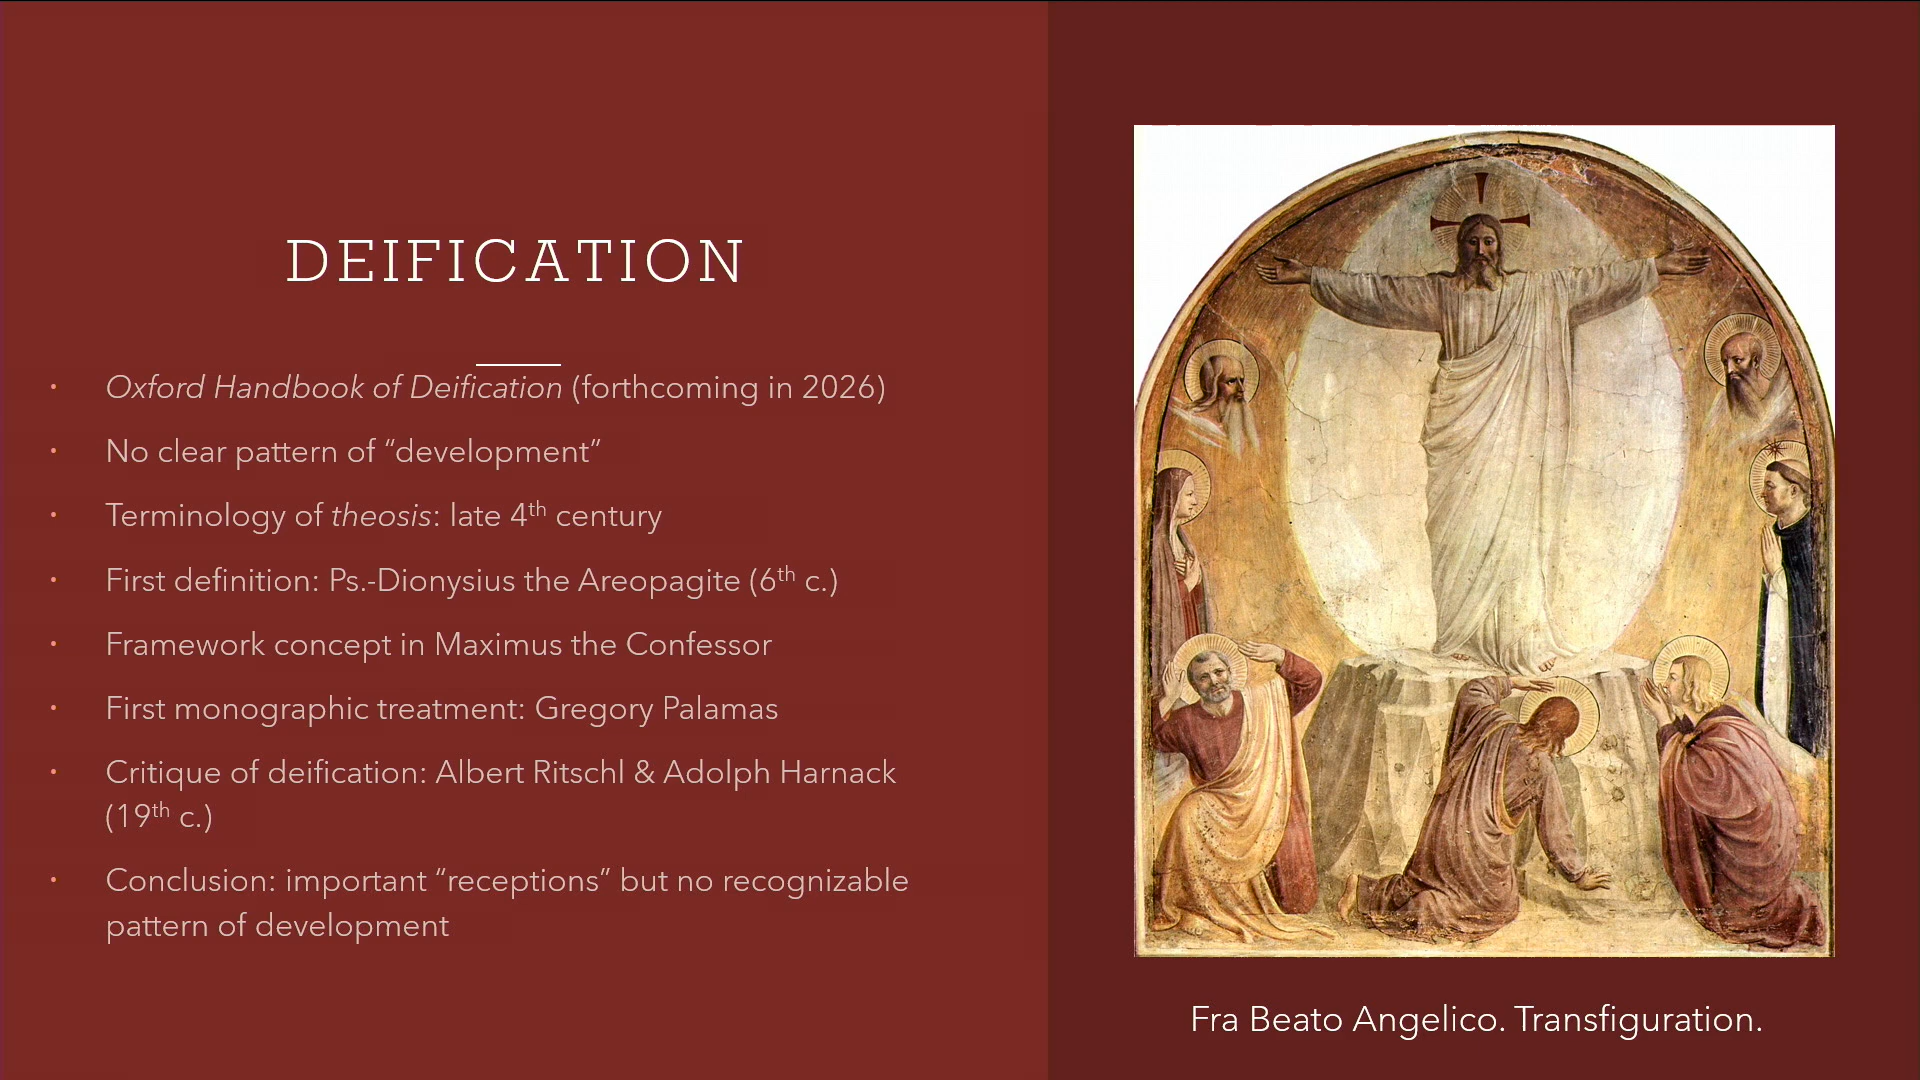 DEIFICATION
• Oxford Handbook of Deification (forthcoming in 2026)
• No clear pattern of “development”
• Terminology of theosis: late 4th century
• First definition: Ps.-Dionysius the Areopagite (6th c.)
• Framework concept in Maximus the Confessor
• First monographic treatment: Gregory Palamas
• Critique of deification: Albert Ritschl & Adolph Harnack
(19th c.)
• Conclusion: important “receptions” but no recognizable
pattern of development
Fra Beato Angelico. Transfiguration.